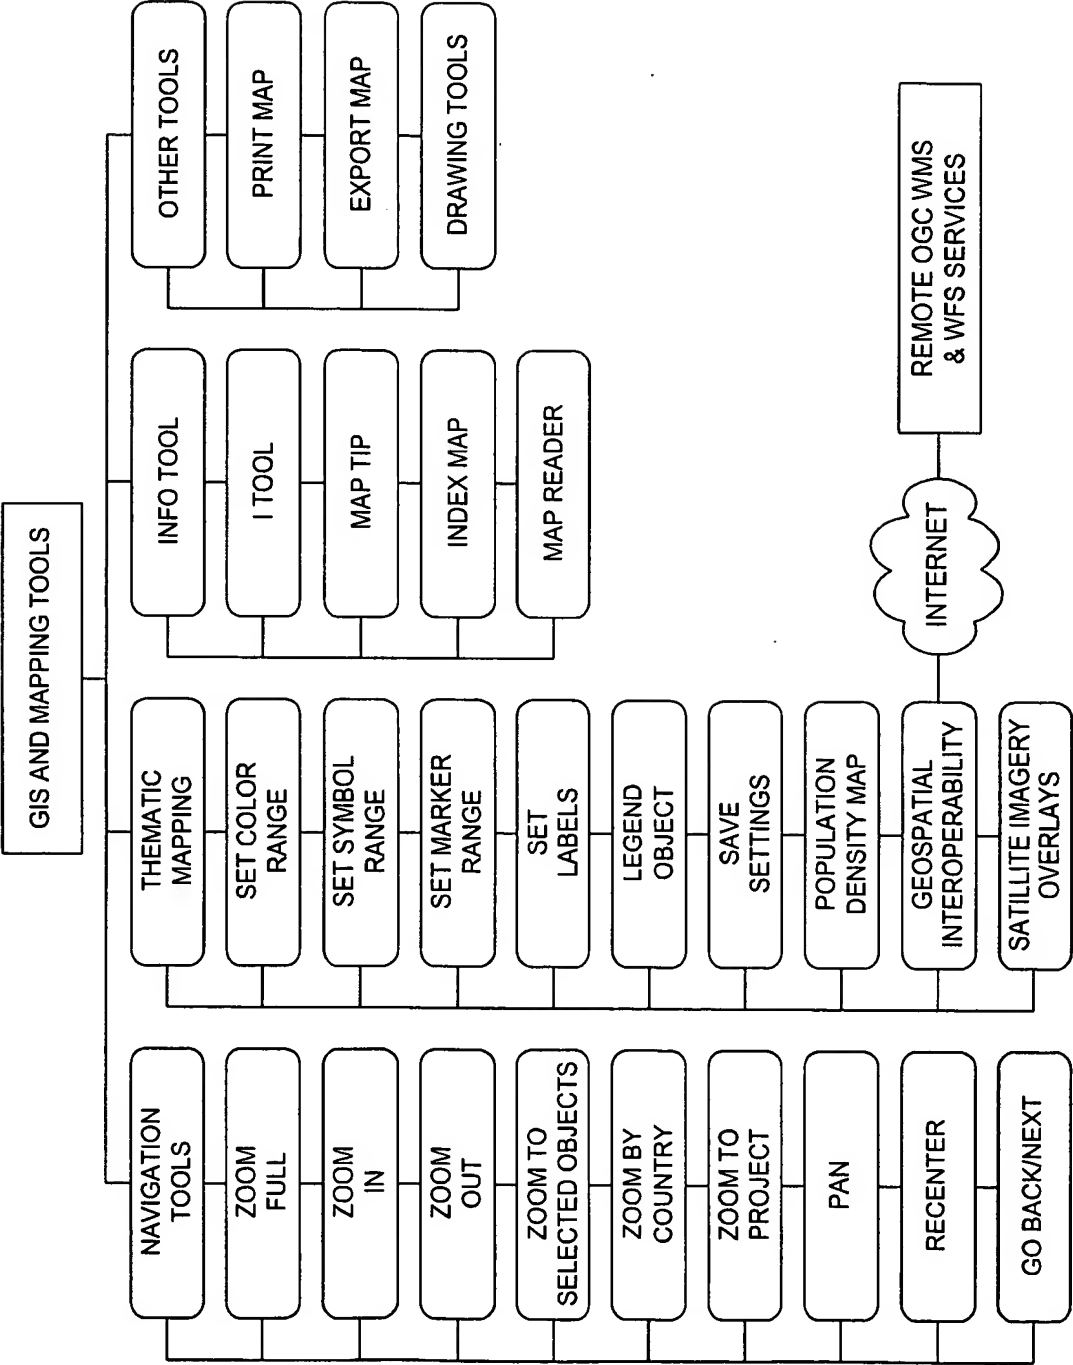 GIS AND MAPPING TOOLS
NAVIGATION
TOOLS
ZOOM
FULL
ZOOM
IN
ZOOM
OUT
ZOOM TO
SELECTED OBJECTS
ZOOM BY
COUNTRY
ZOOM TO
PROJECT
PAN
RECENTER
GO BACK/NEXT
THEMATIC
MAPPING
SET COLOR
RANGE
SET SYMBOL
RANGE
SET MARKER
RANGE
SET
LABELS
LEGEND
OBJECT
SAVE
SETTINGS
POPULATION
DENSITY MAP
GEOSPATIAL
INTEROPERABILITY
SATILLITE IMAGERY
OVERLAYS
INFO TOOL
I TOOL
MAP TIP
INDEX MAP
MAP READER
OTHER TOOLS
PRINT MAP
EXPORT MAP
DRAWING TOOLS
INTERNET
REMOTE OGC WMS
& WFS SERVICES